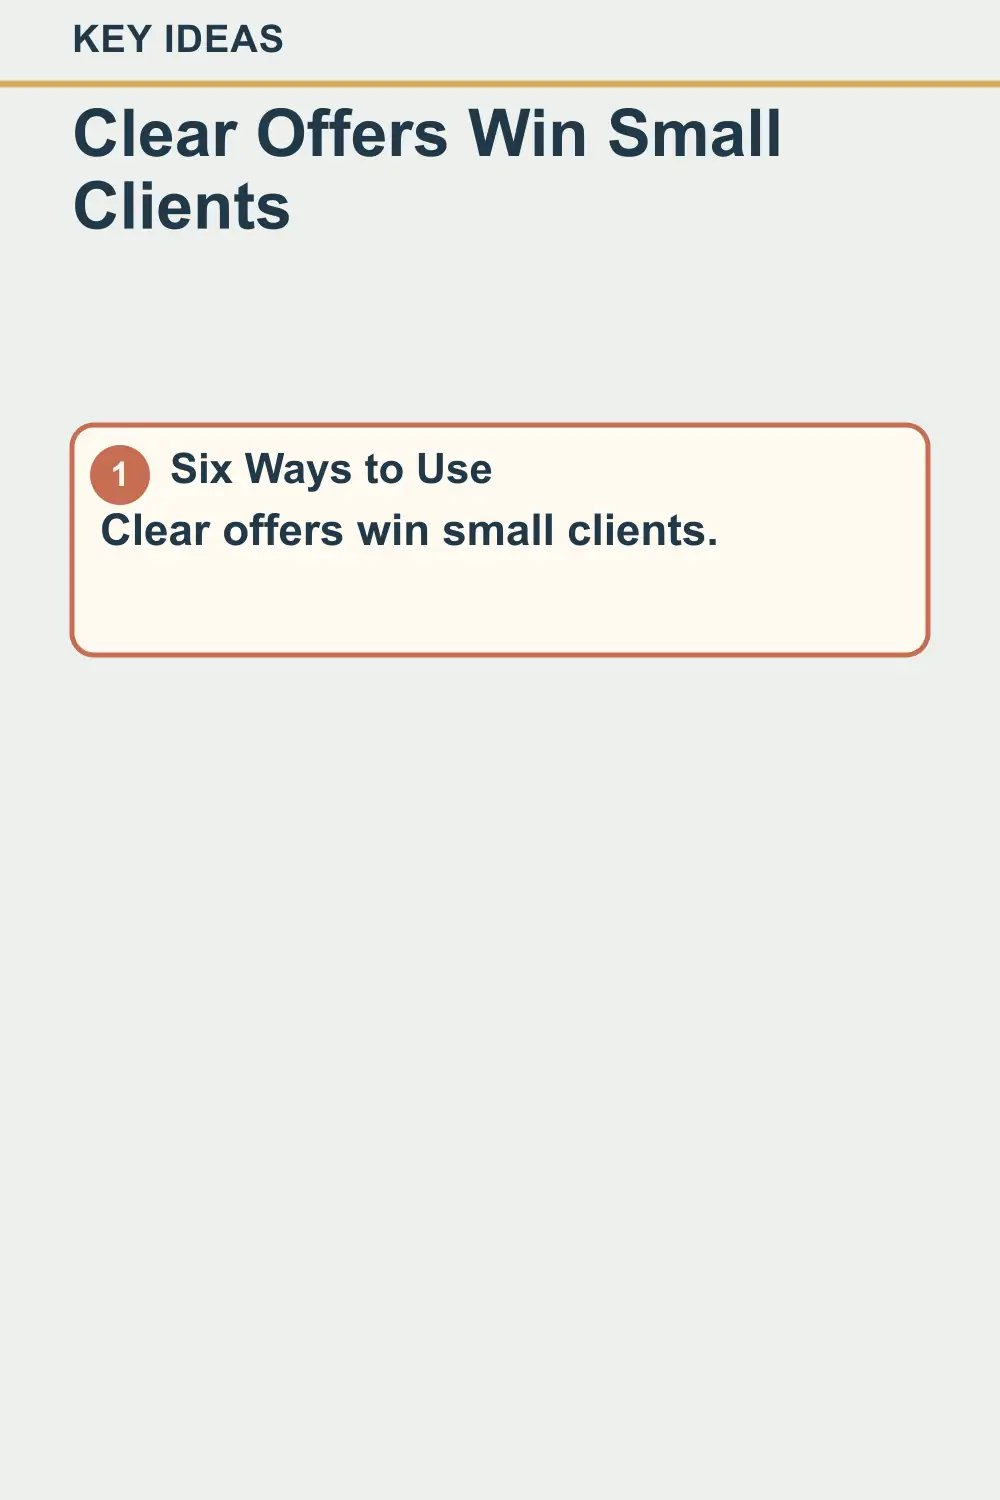 KEY IDEAS
Clear Offers Win Small
Clients
1 Six Ways to Use
Clear offers win small clients.